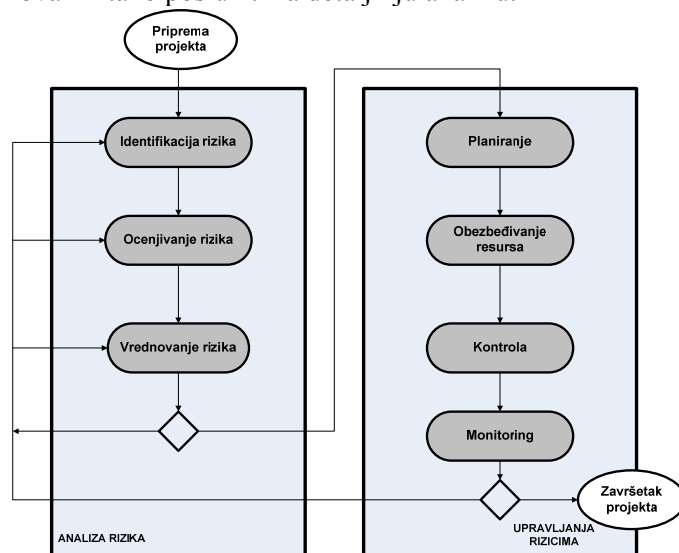 Priprema
projekta
Identifikacija rizika
Ocenjivanje rizika
Vrednovanje rizika
ANALIZA RIZIKA
Planiranje
Obezbeđivanje
resursa
Kontrola
Monitoring
Završetak
projekta
UPRAVLJANJA
RIZICIMA